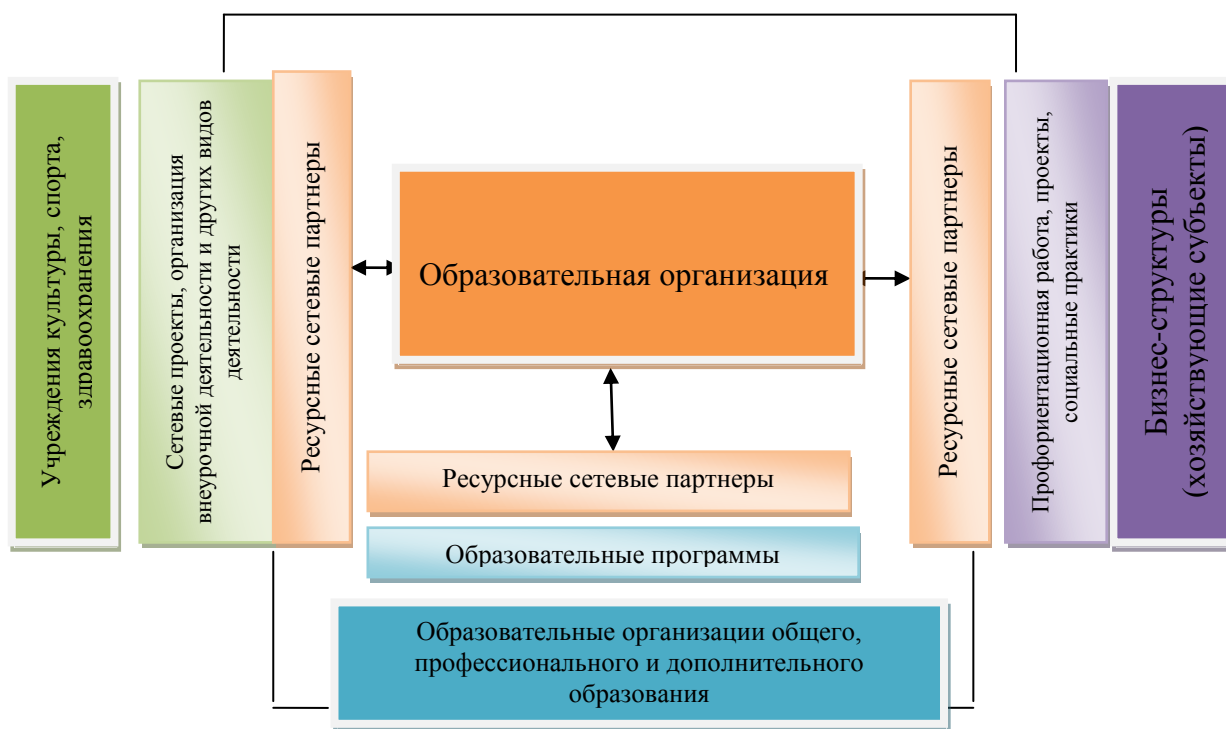 Учреждения культуры, спорта,
здравоохранения
Сетевые проекты, организация
внеурочной деятельности и других видов
деятельности
Ресурсные сетевые партнеры
Образовательная организация
Ресурсные сетевые партнеры
Образовательные программы
Образовательные организации общего,
профессионального и дополнительного
образования
Ресурсные сетевые партнеры
Профориентационная работа, проекты,
социальные практики
Бизнес-структуры
(хозяйствующие субъекты)